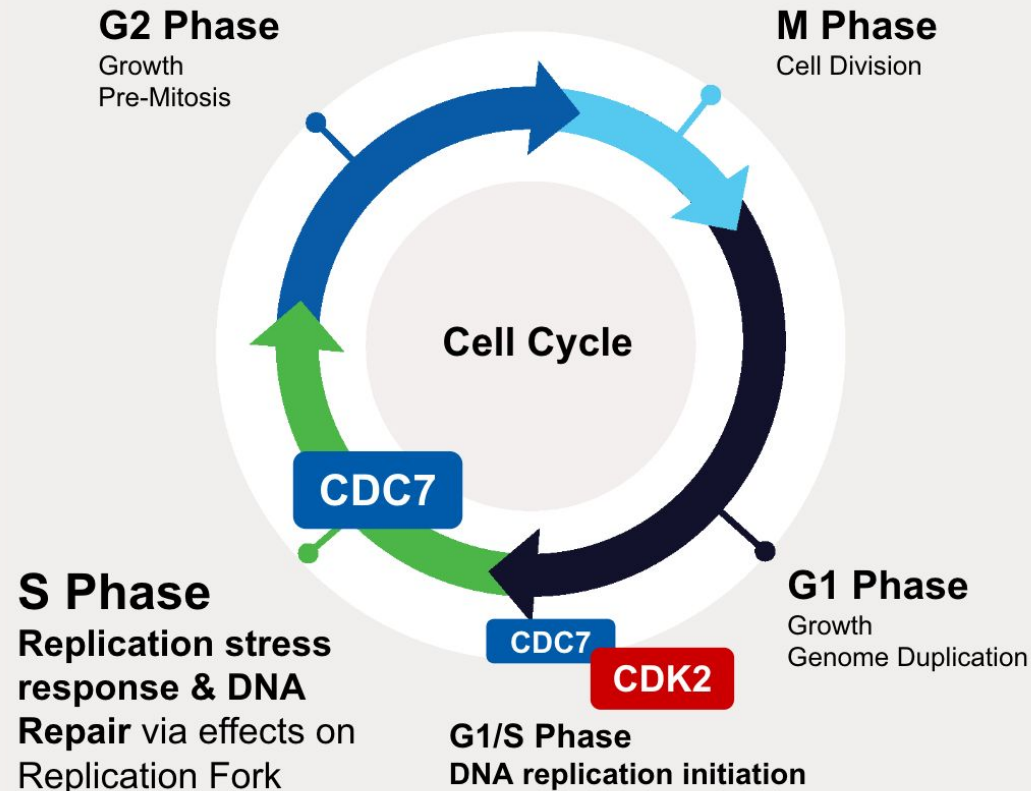 G2 Phase
Growth
Pre-Mitosis
M Phase
Cell Division
Cell Cycle
CDC7
S Phase
Replication stress
response & DNA
Repair via effects on
Replication Fork
CDC7
CDK2
G1/S Phase
DNA replication initiation
G1 Phase
Growth
Genome Duplication